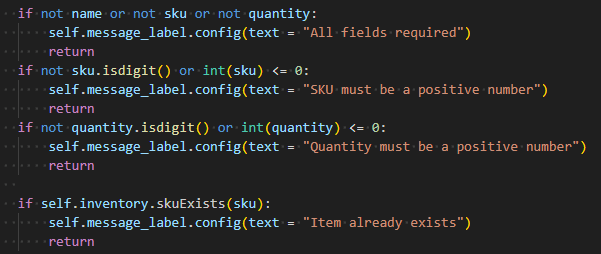 if not name or not sku or not quantity:
    self.message_label.config(text = "All fields required")
    return
if not sku.isdigit() or int(sku) <= 0:
    self.message_label.config(text = "SKU must be a positive number")
    return
if not quantity.isdigit() or int(quantity) <= 0:
    self.message_label.config(text = "Quantity must be a positive number")
    return

if self.inventory.skuExists(sku):
    self.message_label.config(text = "Item already exists")
    return